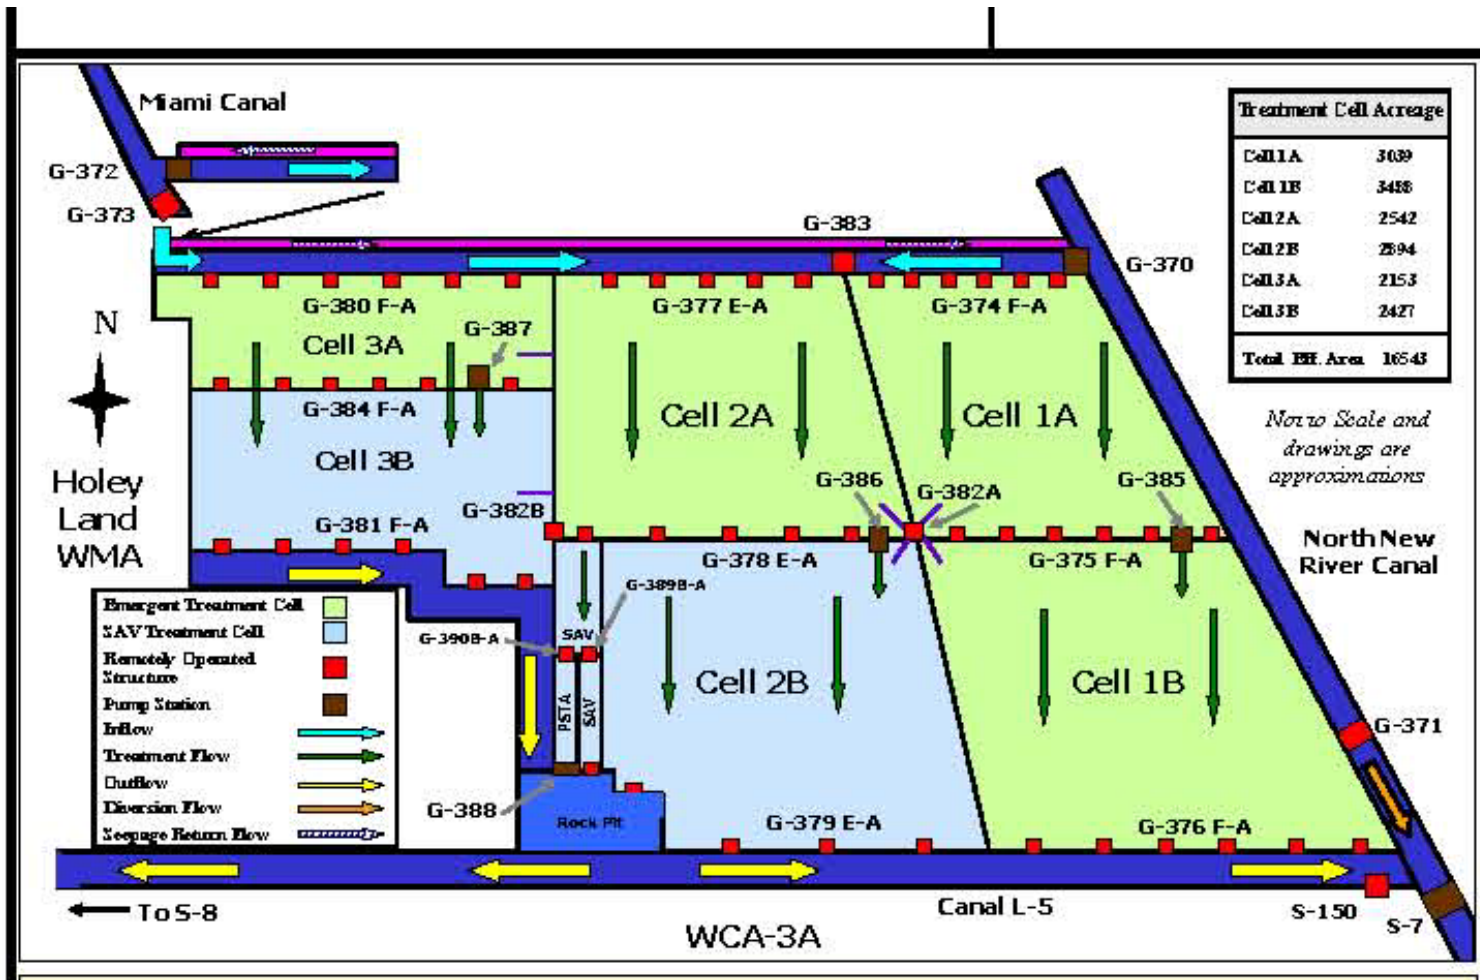 Miami Canal
G-372
G-373
G-383
G-370
Treatment Cell Acreage
Cell 1A 3039
Cell 1B 3488
Cell 2A 2542
Cell 2B 2894
Cell 3A 2153
Cell 3B 2427
Total Eff. Area 16543
G-380 F-A
G-377 E-A
G-374 F-A
N
G-387
Cell 3A
G-384 F-A
Cell 2A
Cell 1A
Not to Scale and
drawings are
approximations
Cell 3B
Holey
Land
WMA
G-386
G-382A
G-385
G-382B
G-381 F-A
G-378 E-A
G-375 F-A
North New
River Canal
G-389B-A
G-390B-A
SAV
Emergent Treatment Cell
SAV Treatment Cell
Remotely Operated
Structure
Pump Station
Inflow
Treatment Flow
Outflow
Diversion Flow
Seepage Return Flow
Cell 2B
Cell 1B
PSTA
SAV
G-371
G-388
Rock Pit
G-379 E-A
G-376 F-A
To S-8
Canal L-5
S-150
S-7
WCA-3A